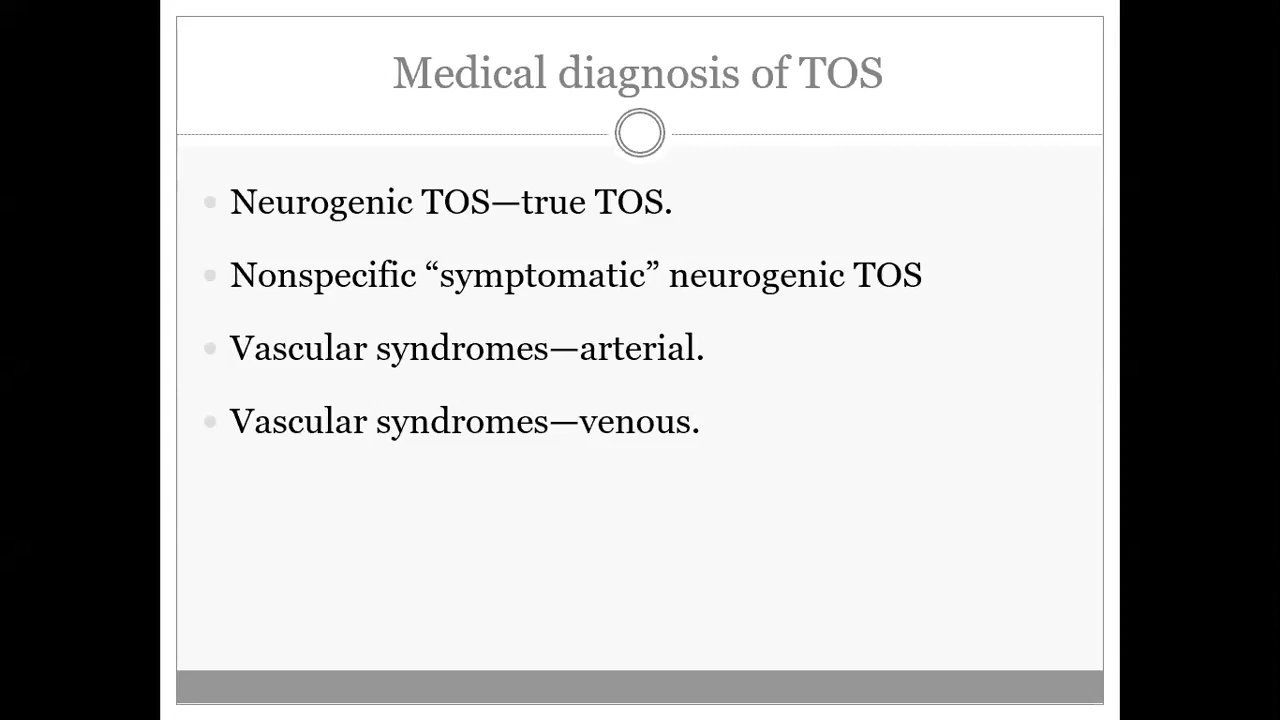 Medical diagnosis of TOS
Neurogenic TOS—true TOS.
Nonspecific “symptomatic” neurogenic TOS
Vascular syndromes—arterial.
Vascular syndromes—venous.